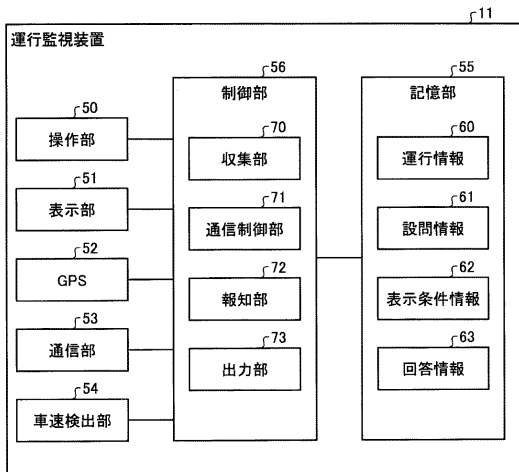 11
運行監視装置
50
操作部
51
表示部
52
GPS
53
通信部
54
車速検出部
56
制御部
70
収集部
71
通信制御部
72
報知部
73
出力部
55
記憶部
60
運行情報
61
設問情報
62
表示条件情報
63
回答情報